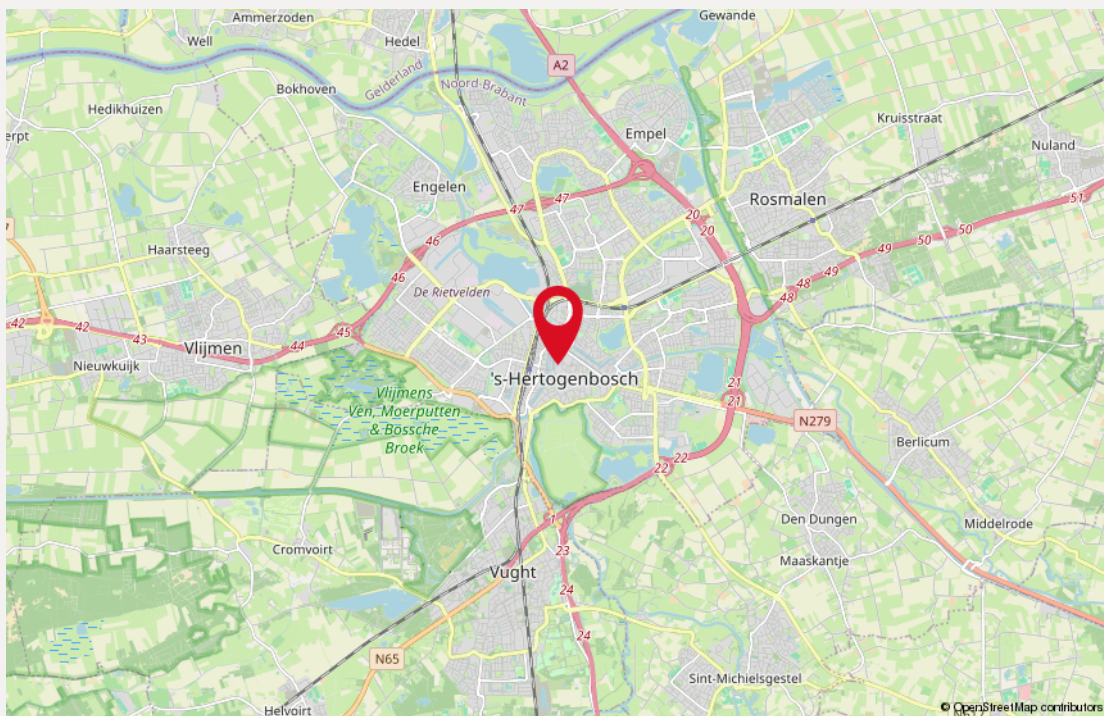 Ammerzoden
Gewande
Well
Hedel
A2
Gelderland
Noord-Brabant
Bokhoven
Hedikhuizen
Kruisstraat
erpt
Empel
Nuland
Engelen
47
47
Rosmalen
51
20
20
50
50
49
49
46
46
Haarsteeg
48
48
De Rietvelden
42
42
43
45
44
Vlijmen
Nieuwkuijk
's-Hertogenbosch
21
21
Vlijmens
Ven, Moerputten
& Bossche
Broek
N279
Berlicum
22
22
1
Den Dungen
Middelrode
Cromvoirt
23
Maaskantje
Vught
24
24
N65
Sint-Michielsgestel
Helvoirt
© OpenStreetMap contributors